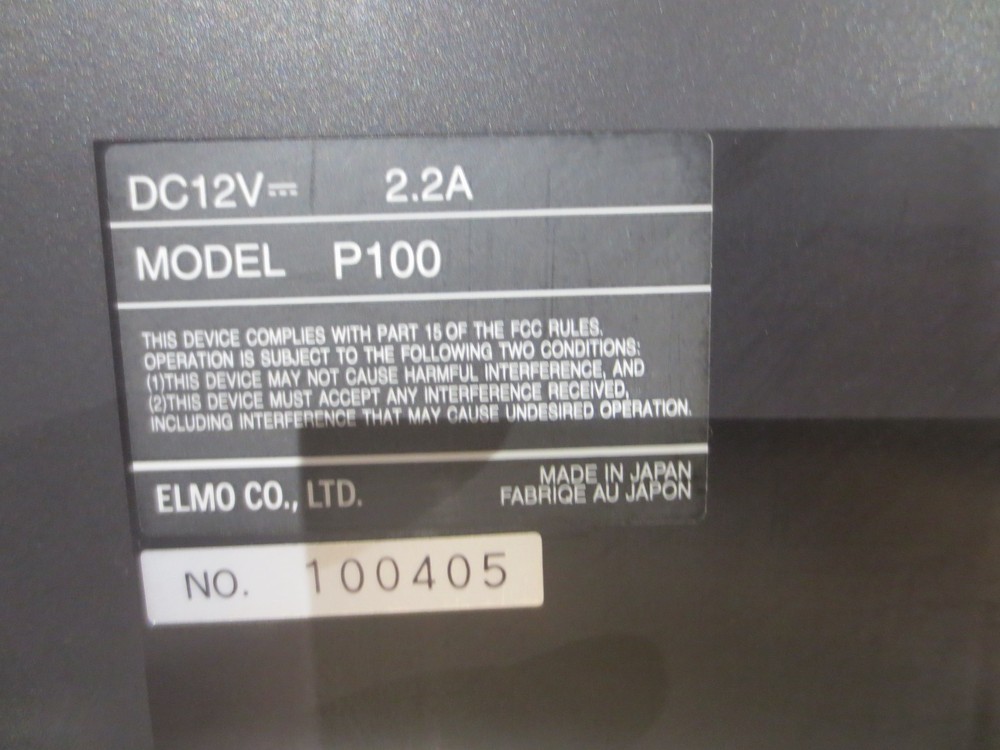 DC12V⎓ 2.2A
MODEL P100
THIS DEVICE COMPLIES WITH PART 15 OF THE FCC RULES.
OPERATION IS SUBJECT TO THE FOLLOWING TWO CONDITIONS:
(1)THIS DEVICE MAY NOT CAUSE HARMFUL INTERFERENCE, AND
(2)THIS DEVICE MUST ACCEPT ANY INTERFERENCE RECEIVED,
INCLUDING INTERFERENCE THAT MAY CAUSE UNDESIRED OPERATION.
ELMO CO., LTD.
MADE IN JAPAN
FABRIQE AU JAPON
NO. 100405